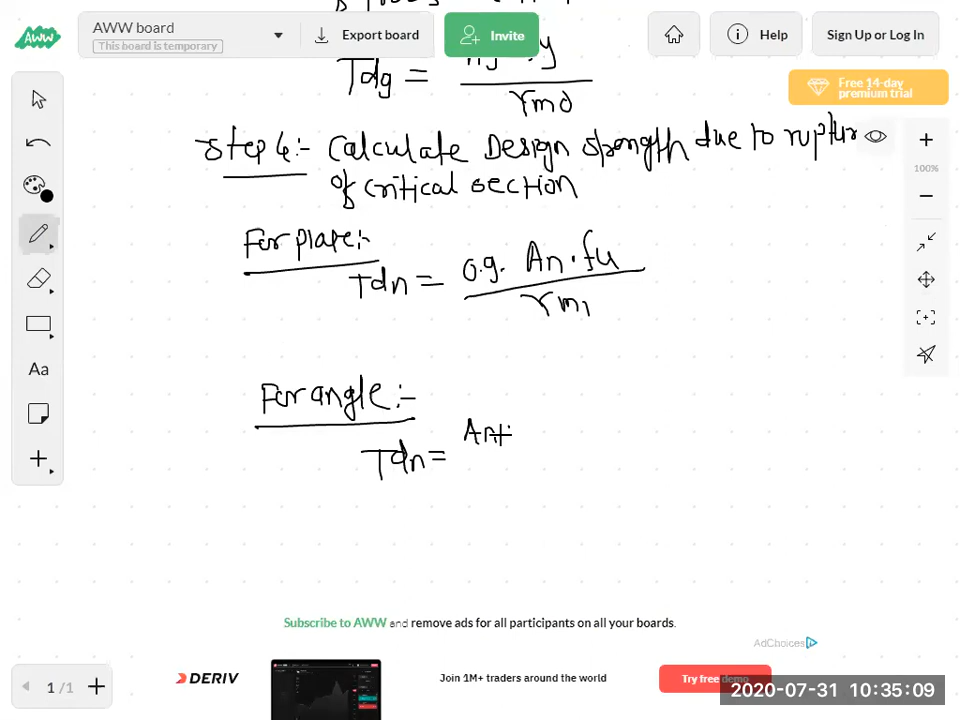 AWW
AWW board
This board is temporary
Export board
Invite
Help
Sign Up or Log In
Free 14-day
premium trial
Tdg =
γm0
Step 4:- Calculate Design strength due to ruptur
of critical section
100%
For plate:-
Tdn = 0.9. An.fu
γm1
Aa
For angle:-
Tdn =
Subscribe to AWW and remove ads for all participants on all your boards.
AdChoices
1 / 1
DERIV
Join 1M+ traders around the world
Try free demo
2020-07-31 10:35:09